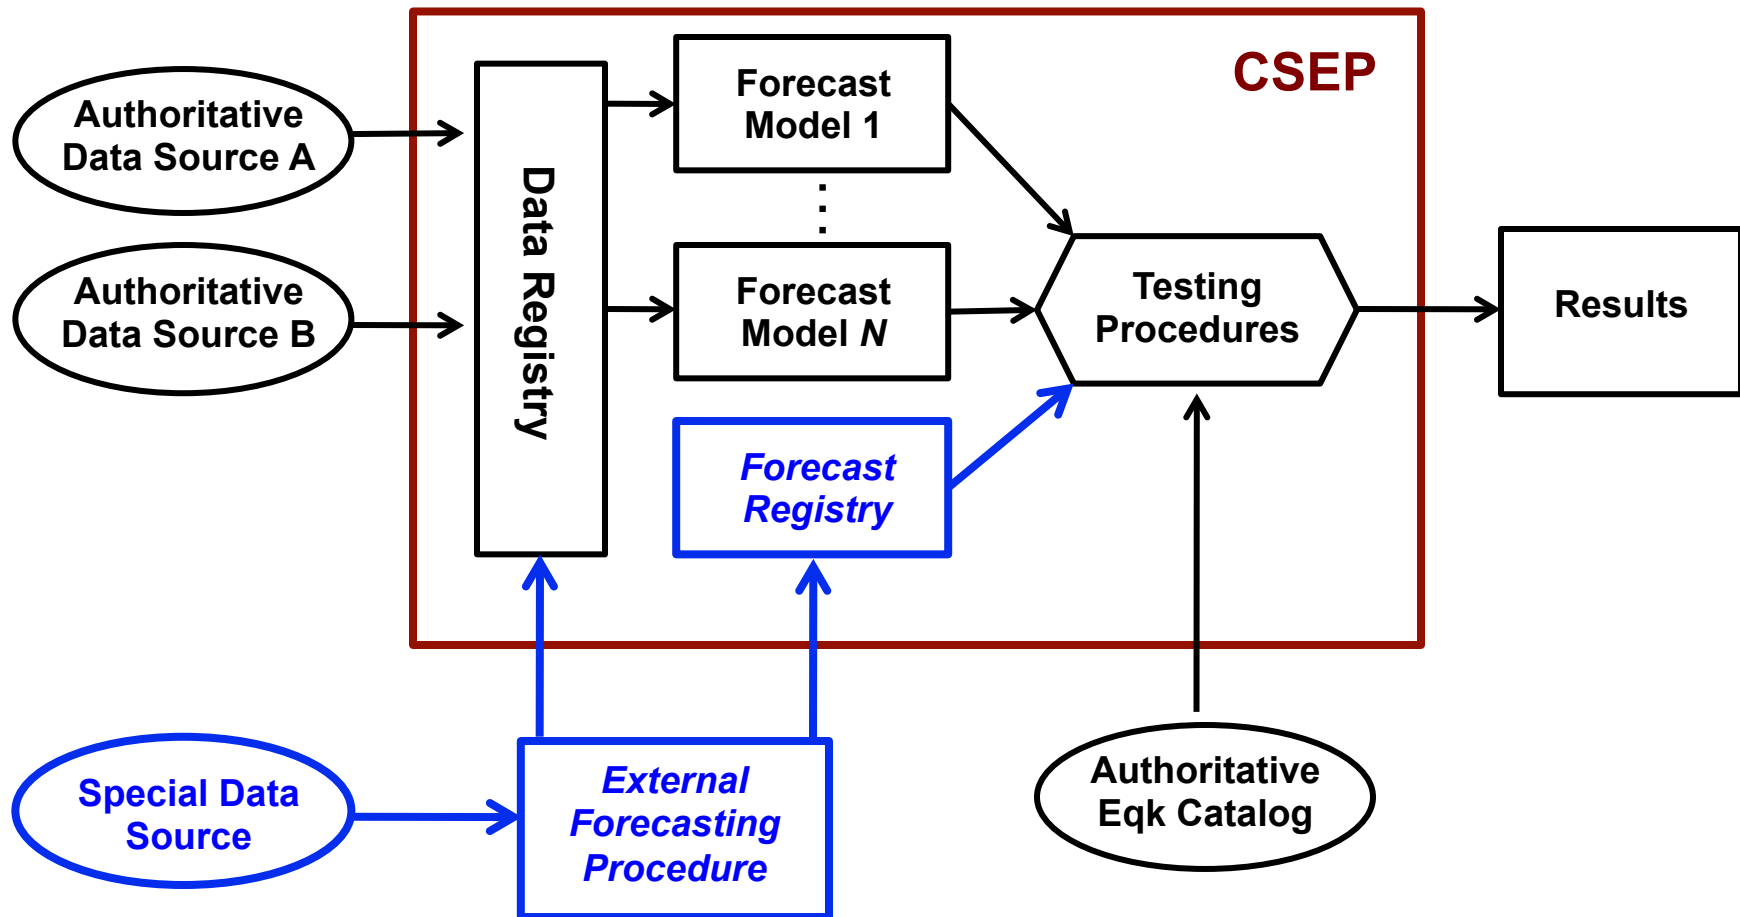 CSEP
Authoritative
Data Source A
Authoritative
Data Source B
Data Registry
Forecast
Model 1
Forecast
Model N
Forecast
Registry
Testing
Procedures
Results
Special Data
Source
External
Forecasting
Procedure
Authoritative
Eqk Catalog